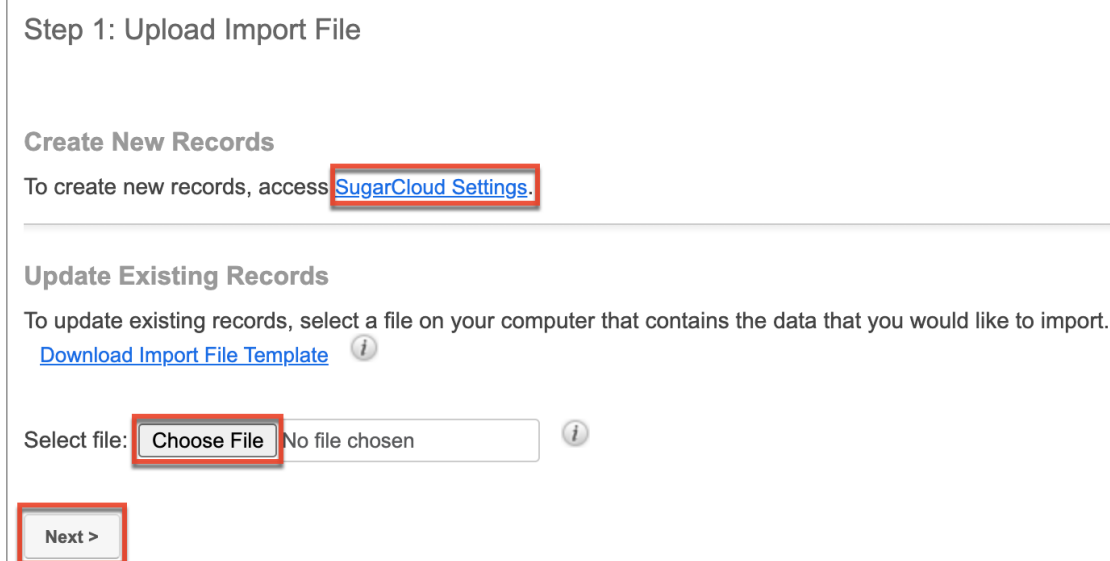 Step 1: Upload Import File
Create New Records
To create new records, access SugarCloud Settings.
Update Existing Records
To update existing records, select a file on your computer that contains the data that you would like to import.
Download Import File Template i
Select file: Choose File No file chosen i
Next >